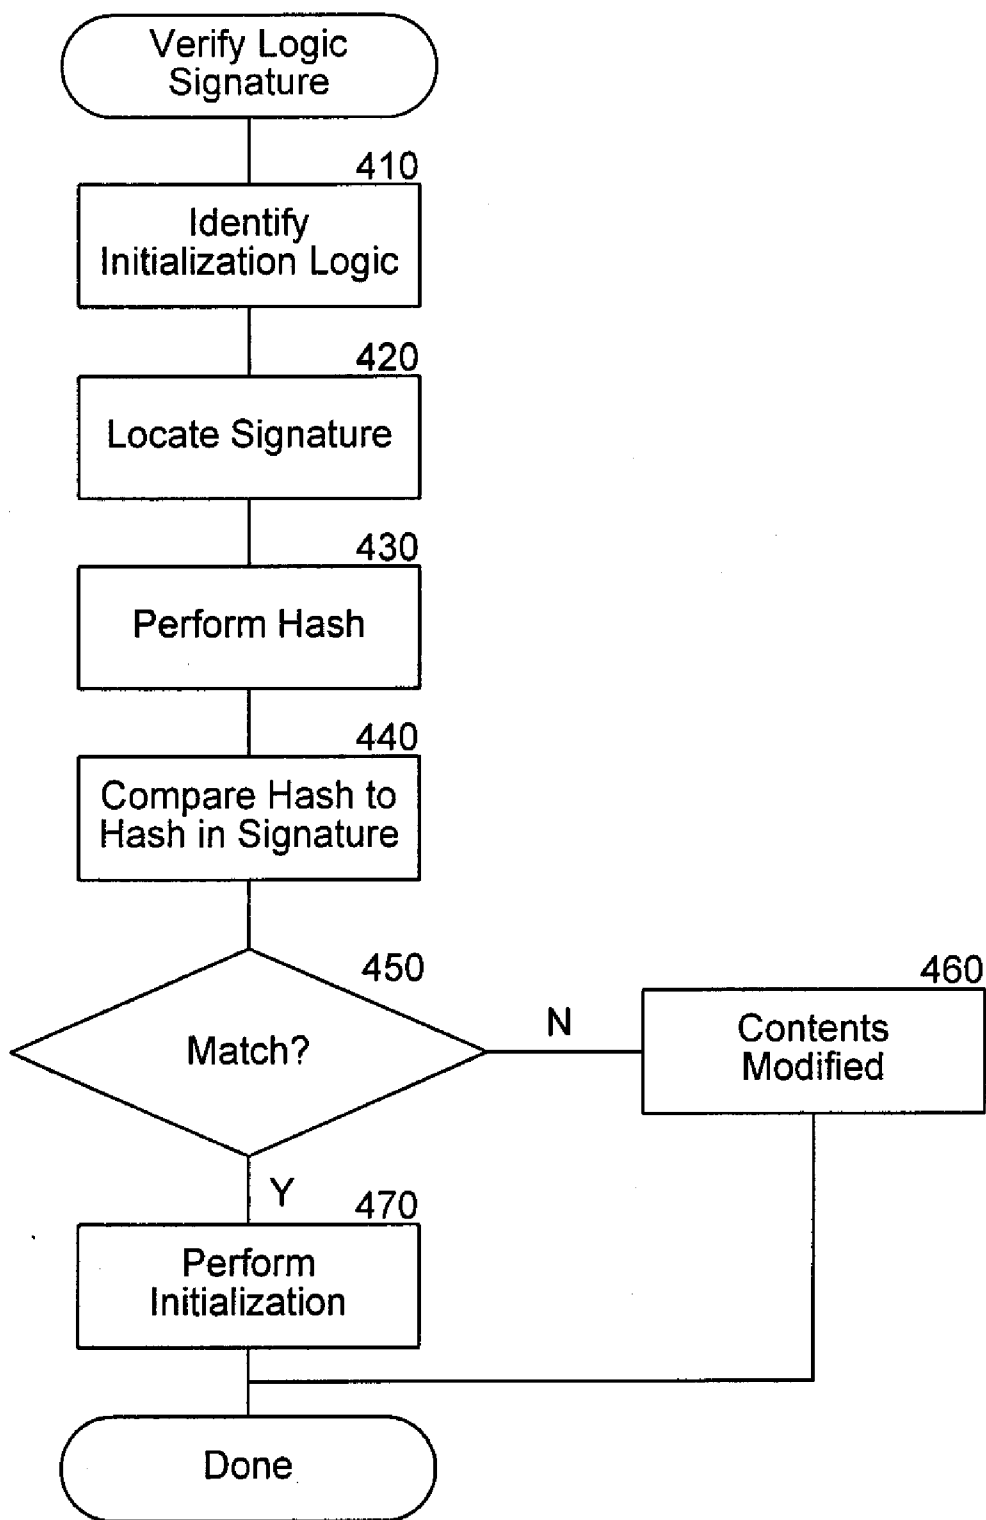 Verify Logic
Signature
410
Identify
Initialization Logic
420
Locate Signature
430
Perform Hash
440
Compare Hash to
Hash in Signature
450
Match?
N
460
Contents
Modified
Y
470
Perform
Initialization
Done